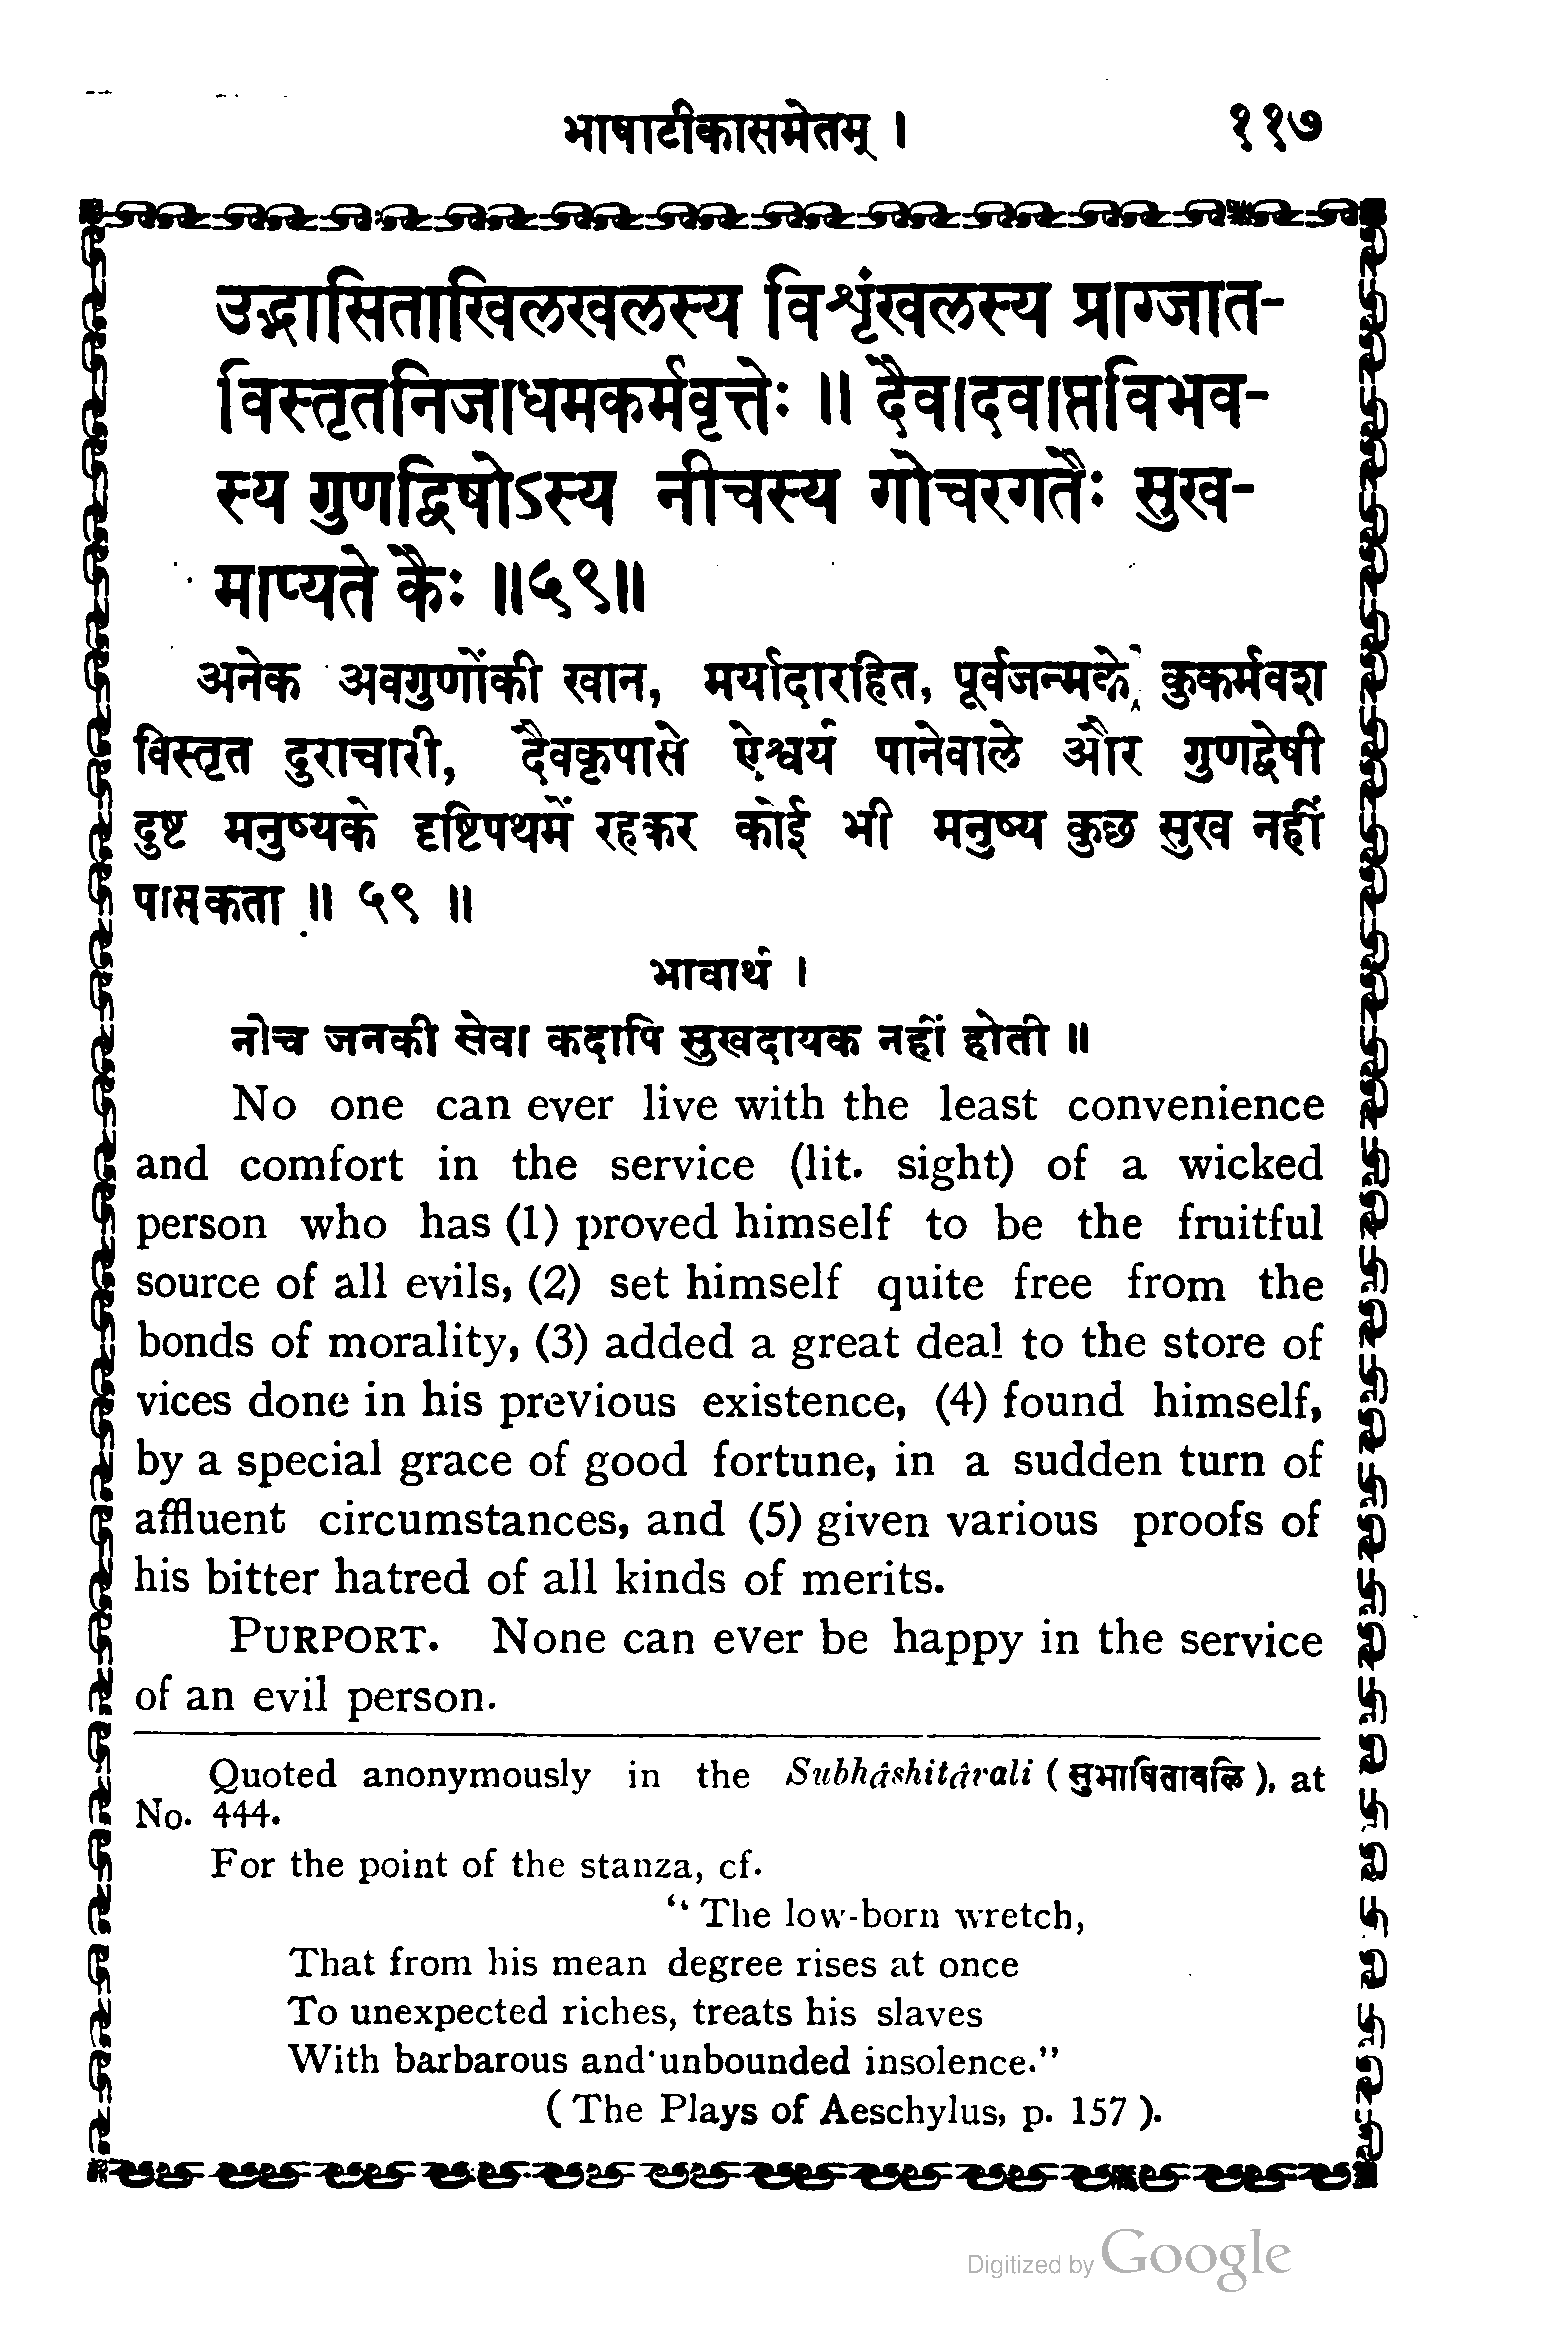 भाषाटीकासमेतम् । ११७
उद्भासिताखिलखलस्य विशृंखलस्य प्राग्जात-
विस्तृतनिजाधमकर्मवृत्तेः ॥ दैवादवाप्तविभव-
स्य गुणद्विषोऽस्य नीचस्य गोचरगतैः सुख-
माप्यते कैः ॥५९॥
अनेक अवगुणोंकी खान, मर्यादारहित, पूर्वजन्मके कुकर्मवश
विस्तृत दुराचारी, दैवकृपासे ऐश्वर्य पानेवाले और गुणद्वेषी
दुष्ट मनुष्यके दृष्टिपथमें रहकर कोई भी मनुष्य कुछ सुख नहीं
पासकता ॥ ५९ ॥
भावार्थ ।
नीच जनकी सेवा कदापि सुखदायक नहीं होती ॥
No one can ever live with the least convenience
and comfort in the service (lit. sight) of a wicked
person who has (1) proved himself to be the fruitful
source of all evils, (2) set himself quite free from the
bonds of morality, (3) added a great deal to the store of
vices done in his previous existence, (4) found himself,
by a special grace of good fortune, in a sudden turn of
affluent circumstances, and (5) given various proofs of
his bitter hatred of all kinds of merits.
PURPORT. None can ever be happy in the service
of an evil person.
Quoted anonymously in the Subhâshitâvali ( सुभाषितावळि ), at
No. 444.
For the point of the stanza, cf.
"The low-born wretch,
That from his mean degree rises at once
To unexpected riches, treats his slaves
With barbarous and unbounded insolence."
( The Plays of Aeschylus, p. 157 ).
Digitized by Google